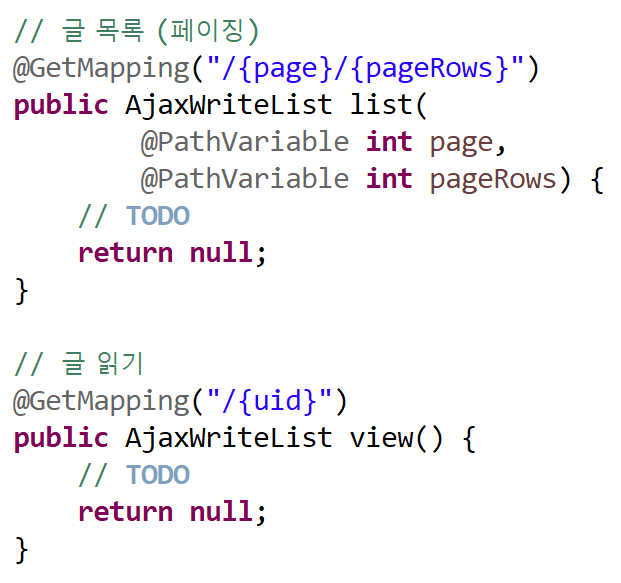 // 글 목록 (페이징)
@GetMapping("/{page}/{pageRows}")
public AjaxWriteList list(
        @PathVariable int page,
        @PathVariable int pageRows) {
    // TODO
    return null;
}

// 글 읽기
@GetMapping("/{uid}")
public AjaxWriteList view() {
    // TODO
    return null;
}